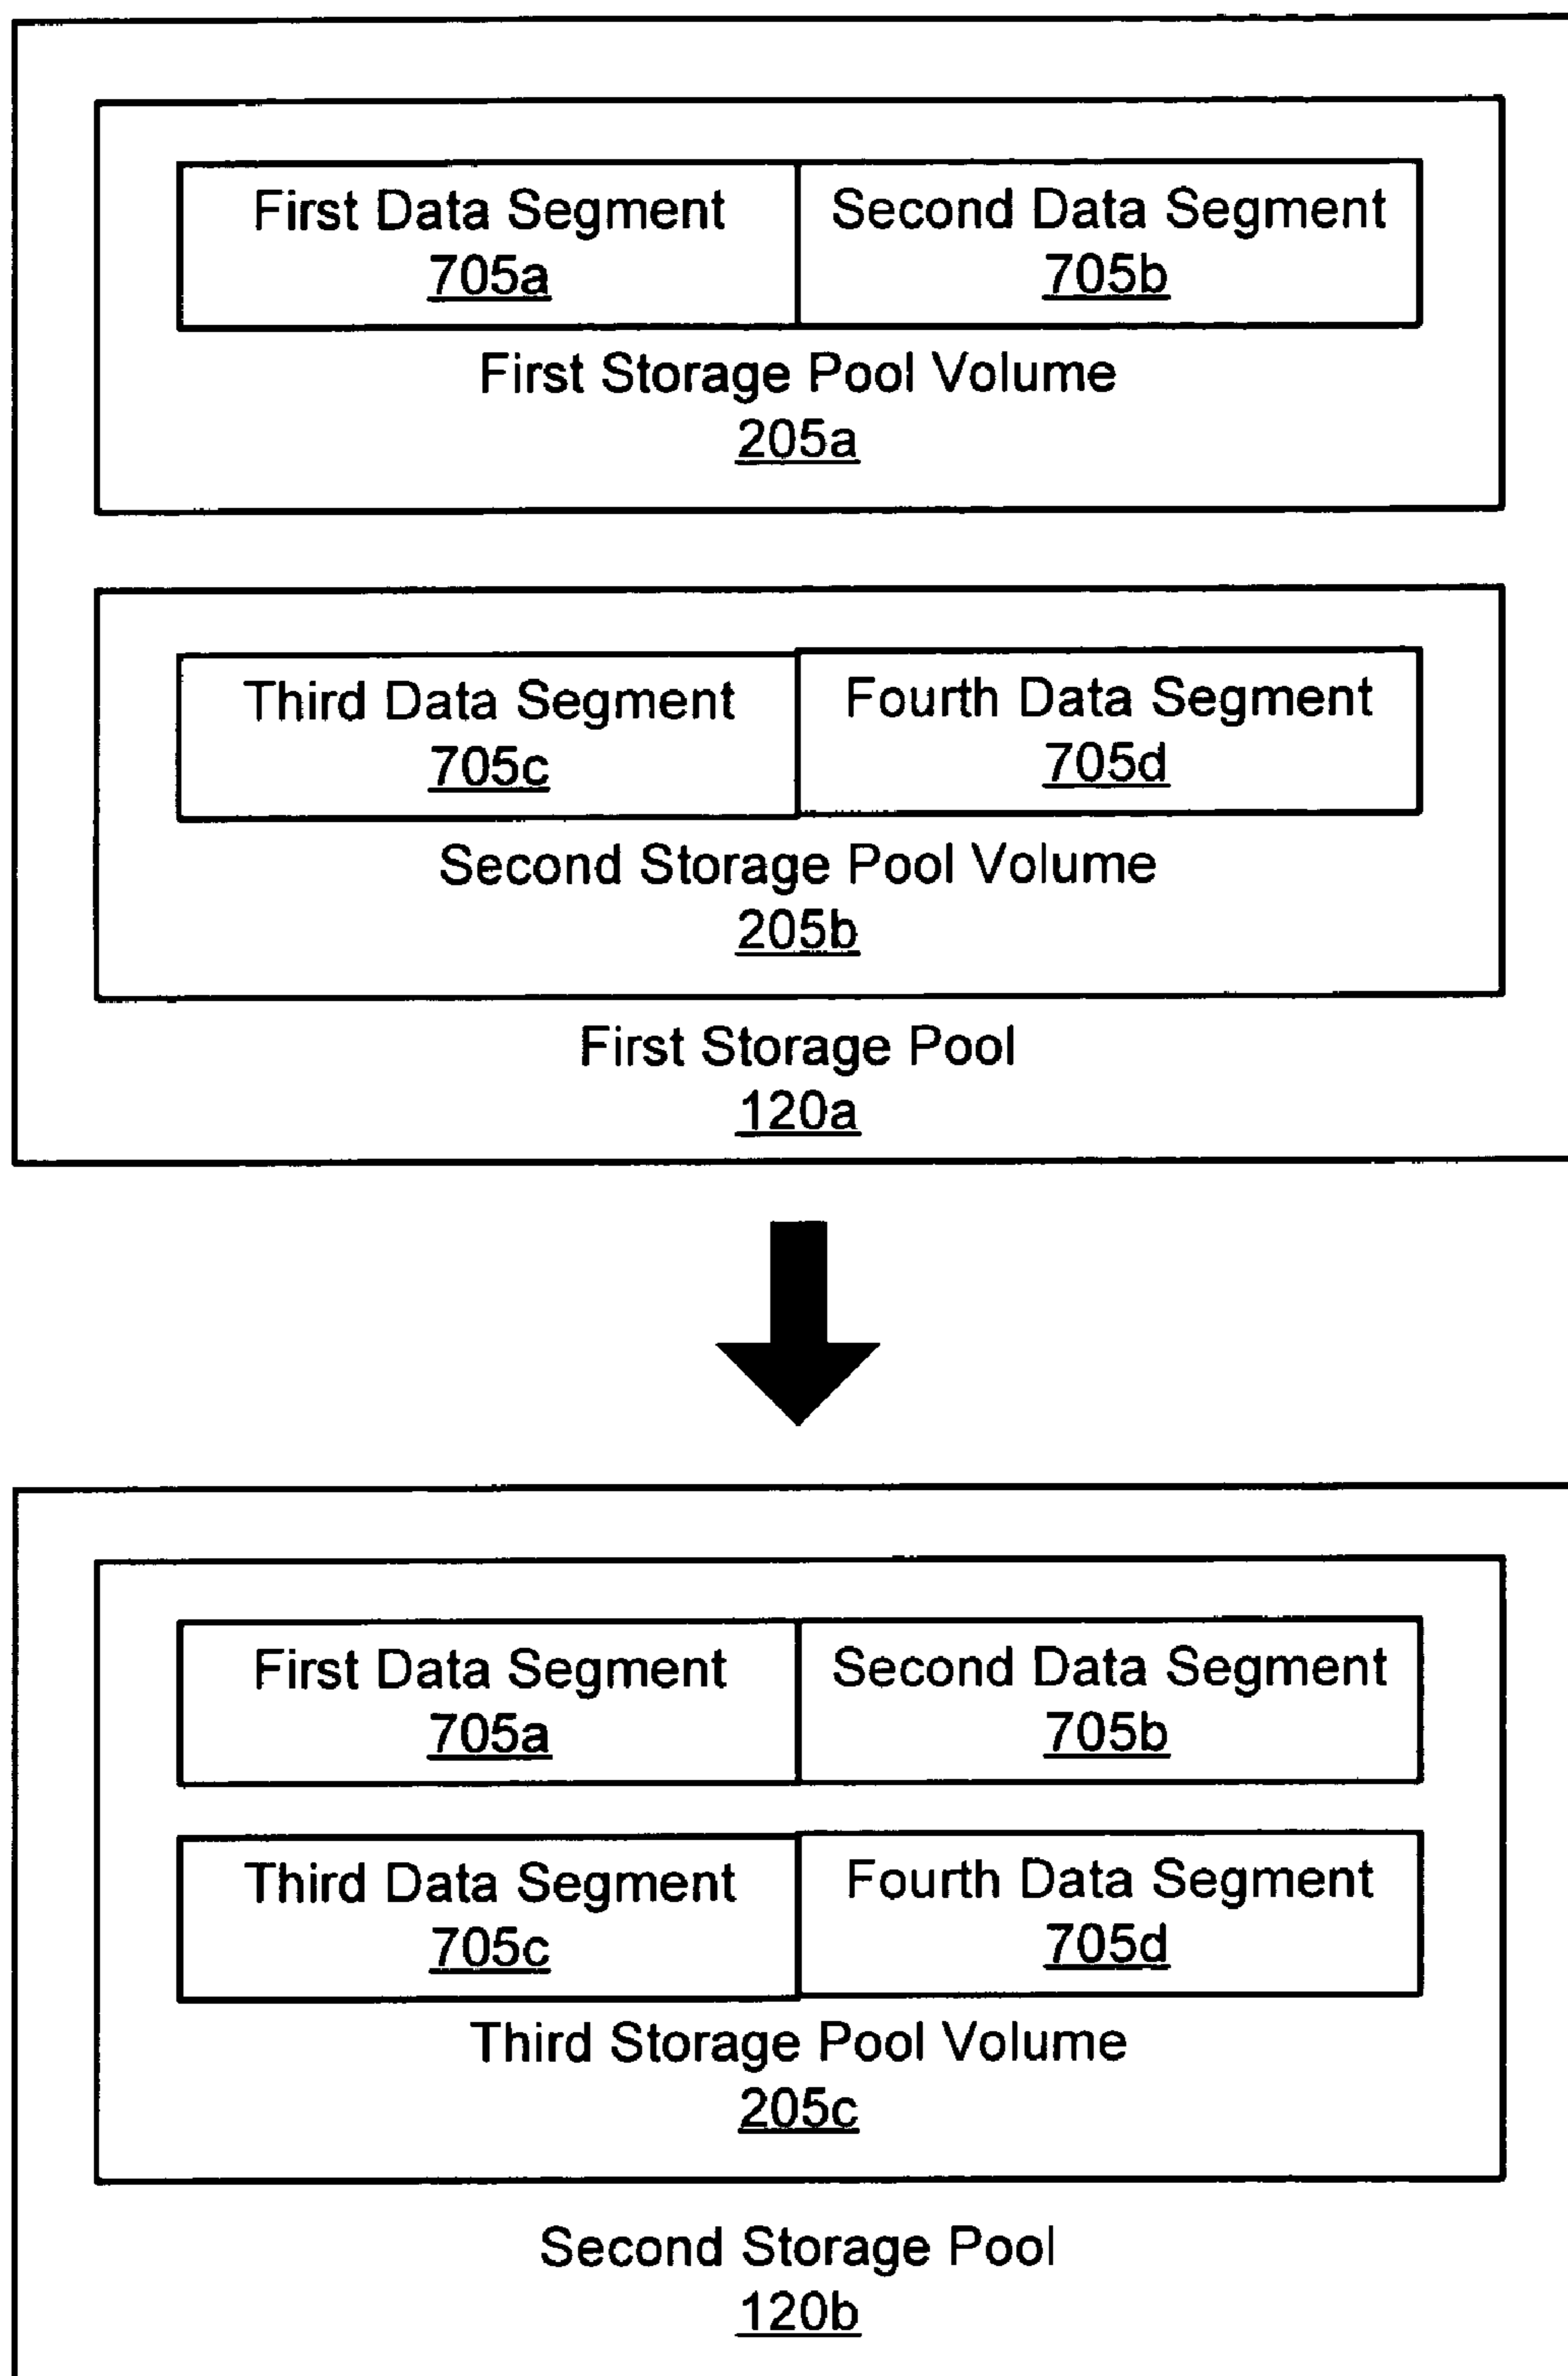 First Data Segment
705a
Second Data Segment
705b
First Storage Pool Volume
205a
Third Data Segment
705c
Fourth Data Segment
705d
Second Storage Pool Volume
205b
First Storage Pool
120a
First Data Segment
705a
Second Data Segment
705b
Third Data Segment
705c
Fourth Data Segment
705d
Third Storage Pool Volume
205c
Second Storage Pool
120b